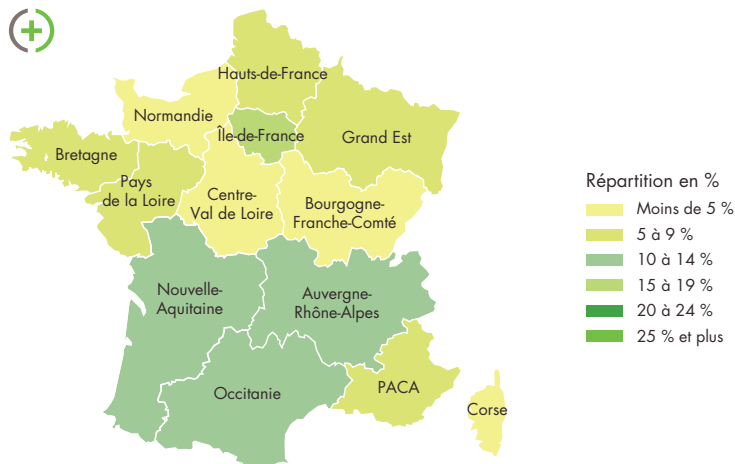 Hauts-de-France
Normandie
Île-de-France
Grand Est
Bretagne
Pays
de la Loire
Centre-
Val de Loire
Bourgogne-
Franche-Comté
Nouvelle-
Aquitaine
Auvergne-
Rhône-Alpes
Occitanie
PACA
Corse
Répartition en %
Moins de 5 %
5 à 9 %
10 à 14 %
15 à 19 %
20 à 24 %
25 % et plus